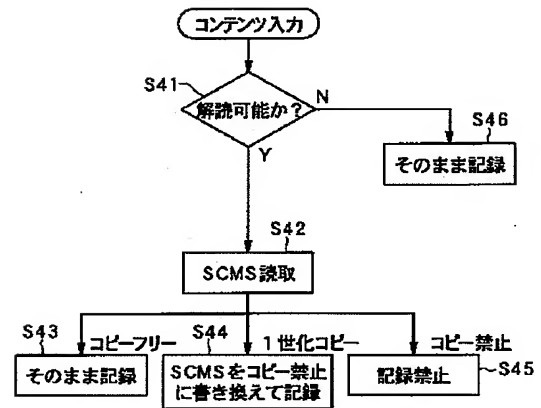 コンテンツ入力
S41
解読可能か?
N
Y
S46
そのまま記録
S42
SCMS読取
S43
コピーフリー
S44
1世化コピー
コピー禁止
そのまま記録
SCMSをコピー禁止
に書き換えて記録
記録禁止
S45